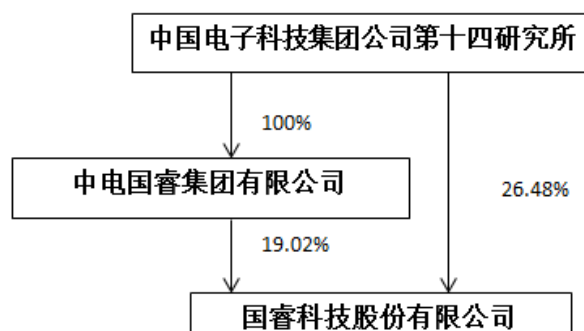 中国电子科技集团公司第十四研究所
100%
中电国睿集团有限公司
26.48%
19.02%
国睿科技股份有限公司